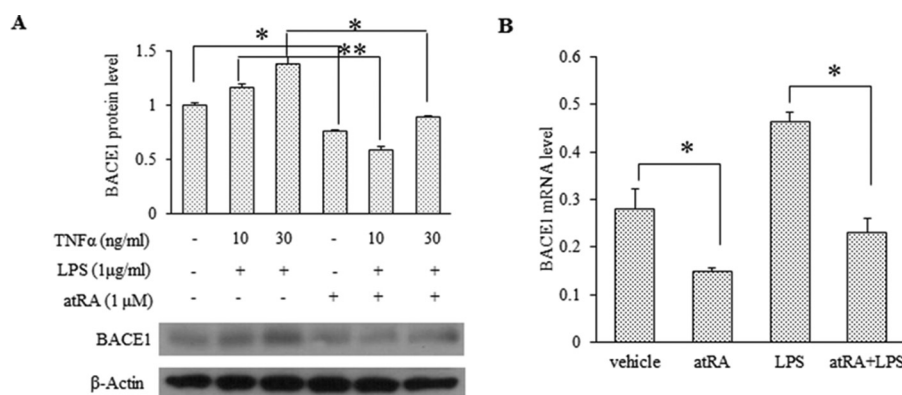 A
BACE1 protein level
1.5
1
0.5
0
* ** *
TNFα (ng/ml) - 10 30 - 10 30
LPS (1µg/ml) - + + - + +
atRA (1 µM) - - - + + +
BACE1
β-Actin
B
BACE1 mRNA level
0.6
0.5
0.4
0.3
0.2
0.1
0
* *
vehicle atRA LPS atRA+LPS